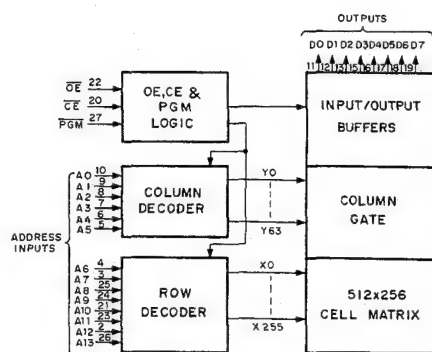 OUTPUTS
D0 D1 D2 D3 D4 D5 D6 D7
11 12 13 15 16 17 18 19
OE 22
CE 20
PGM 27
OE, CE &
PGM
LOGIC
INPUT/OUTPUT
BUFFERS
ADDRESS
INPUTS
A0 10
A1 9
A2 8
A3 7
A4 6
A5 5
COLUMN
DECODER
Y0
Y63
COLUMN
GATE
A6 4
A7 3
A8 25
A9 24
A10 21
A11 23
A12 2
A13 26
ROW
DECODER
X0
X255
512x256
CELL MATRIX